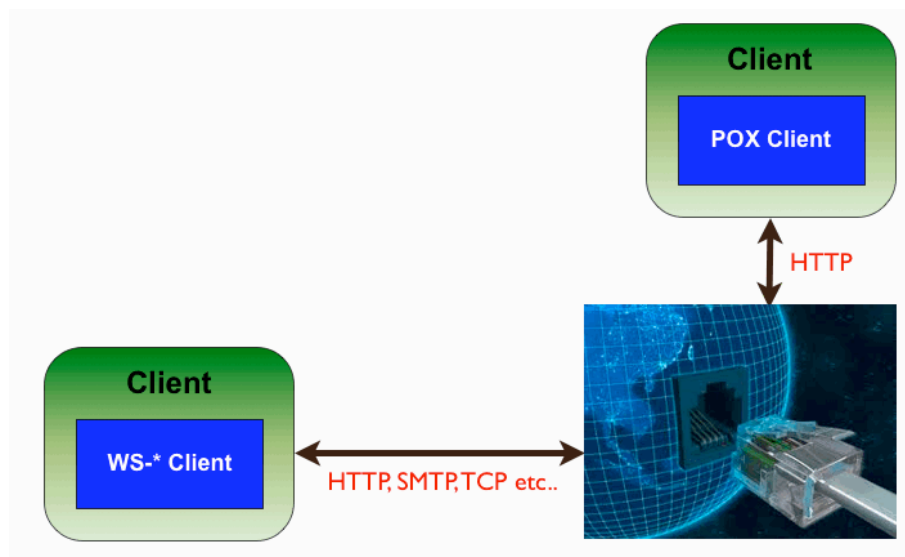 Client
POX Client
HTTP
Client
WS-* Client
HTTP, SMTP, TCP etc..